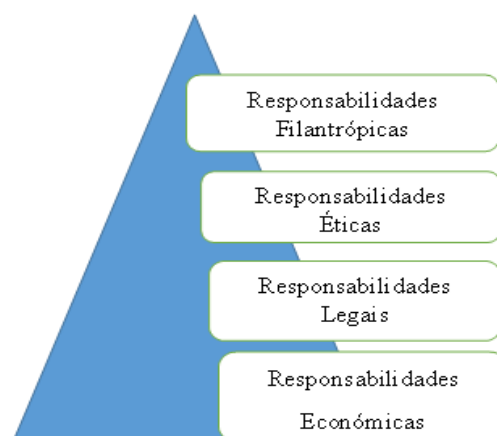 Responsabilidades
Filantrópicas
Responsabilidades
Éticas
Responsabilidades
Legais
Responsabilidades
Económicas